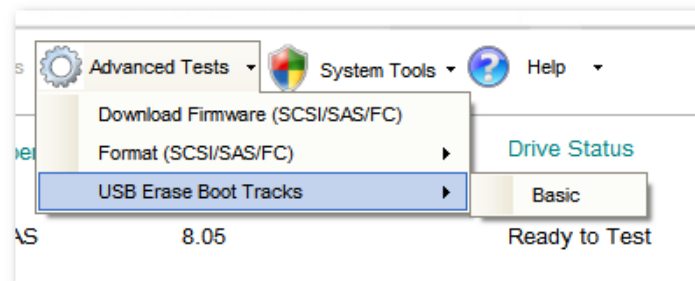 s Advanced Tests System Tools Help
Download Firmware (SCSI/SAS/FC)
Format (SCSI/SAS/FC) Drive Status
USB Erase Boot Tracks Basic
AS 8.05 Ready to Test